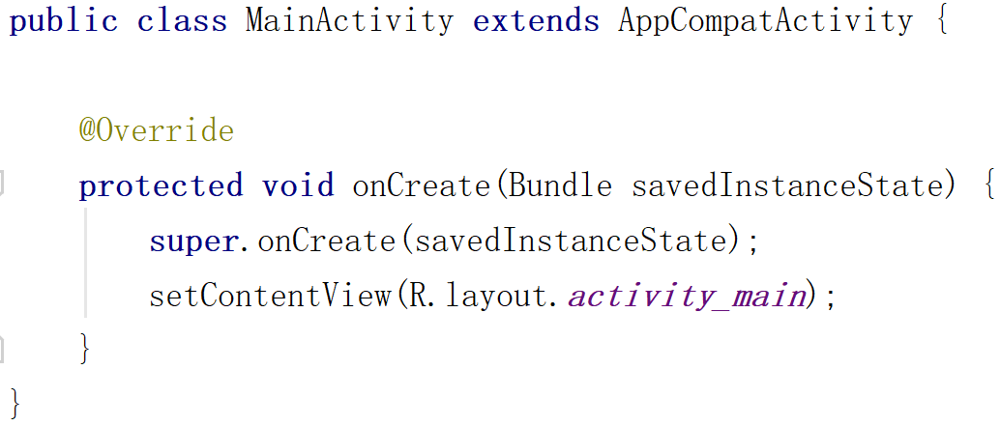 public class MainActivity extends AppCompatActivity {
@Override
protected void onCreate(Bundle savedInstanceState) {
super.onCreate(savedInstanceState);
setContentView(R.layout.activity_main);
}
}